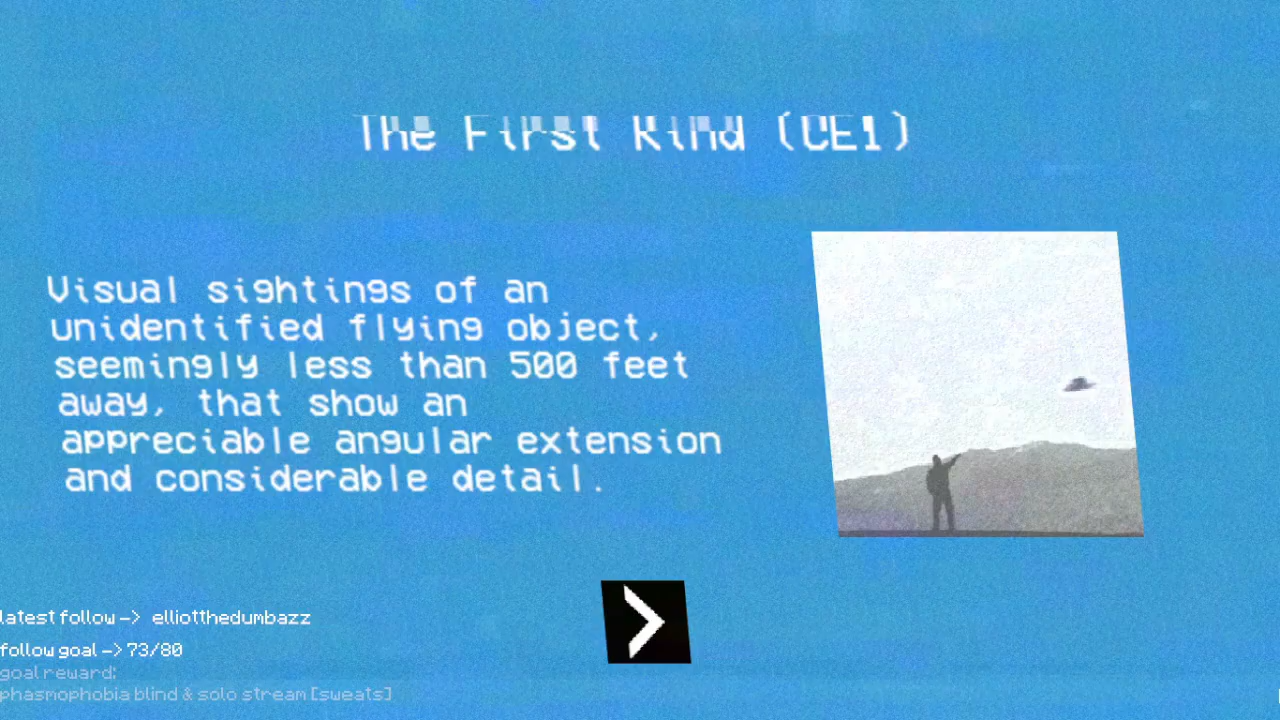 The First Kind (CE1)
Visual sightings of an
unidentified flying object,
seemingly less than 500 feet
away, that show an
appreciable angular extension
and considerable detail.
latest follow -> elliotthedumbazz
follow goal -> 73/80
goal reward:
phasmophobia blind & solo stream [sweats]